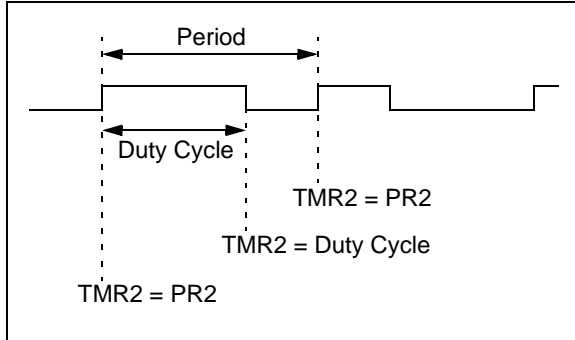 Period
Duty Cycle
TMR2 = PR2
TMR2 = Duty Cycle
TMR2 = PR2